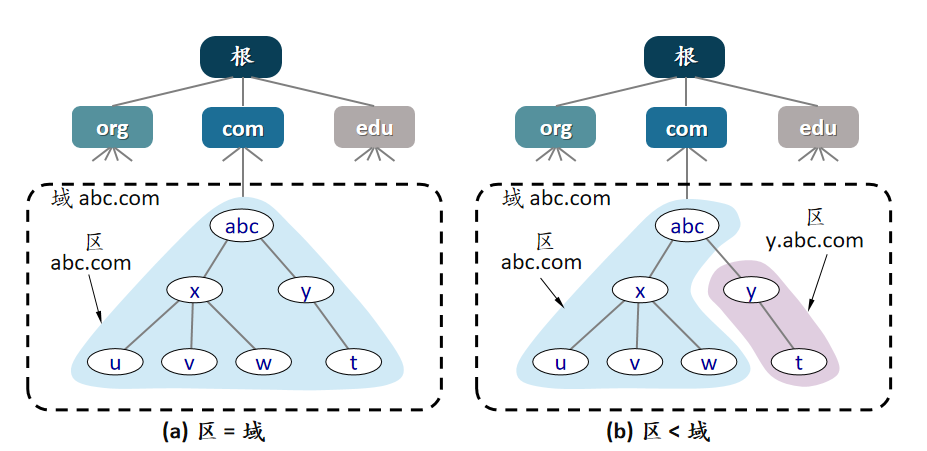 根
org com edu
域 abc.com
区
abc.com
abc
x y
u v w t
(a) 区 = 域
根
org com edu
域 abc.com
区
abc.com
区
y.abc.com
abc
x y
u v w t
(b) 区 < 域